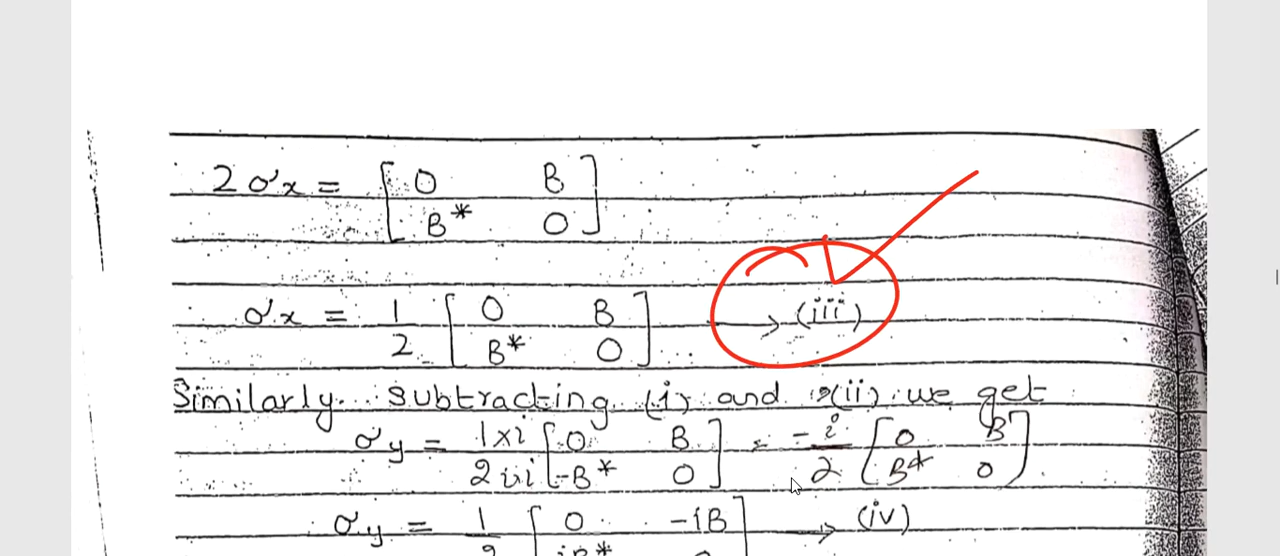 2σx = [ 0 B
B* 0 ]
σx = 1/2 [ 0 B
B* 0 ] → (iii)
Similarly subtracting (i) and (ii) we get
σy = 1×i/2×i [ 0 B
-B* 0 ] = -i/2 [ 0 B
B* 0 ].
σy = 1/2 [ 0 -iB → (iv)
iB* 0